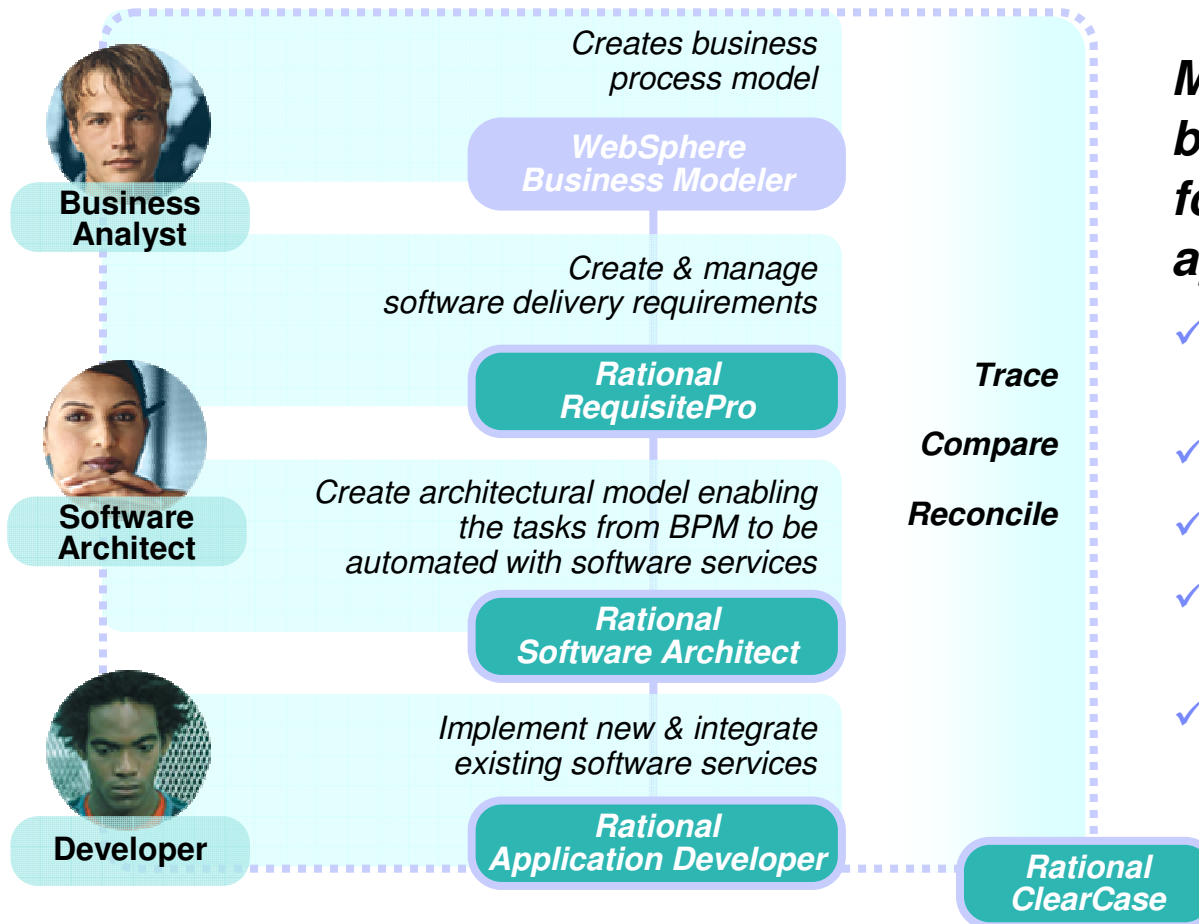 Creates business
process model
WebSphere
Business Modeler
Business
Analyst
Create & manage
software delivery requirements
Rational
RequisitePro
Software
Architect
Create architectural model enabling
the tasks from BPM to be
automated with software services
Rational
Software Architect
Developer
Implement new & integrate
existing software services
Rational
Application Developer
Trace
Compare
Reconcile
Rational
ClearCase